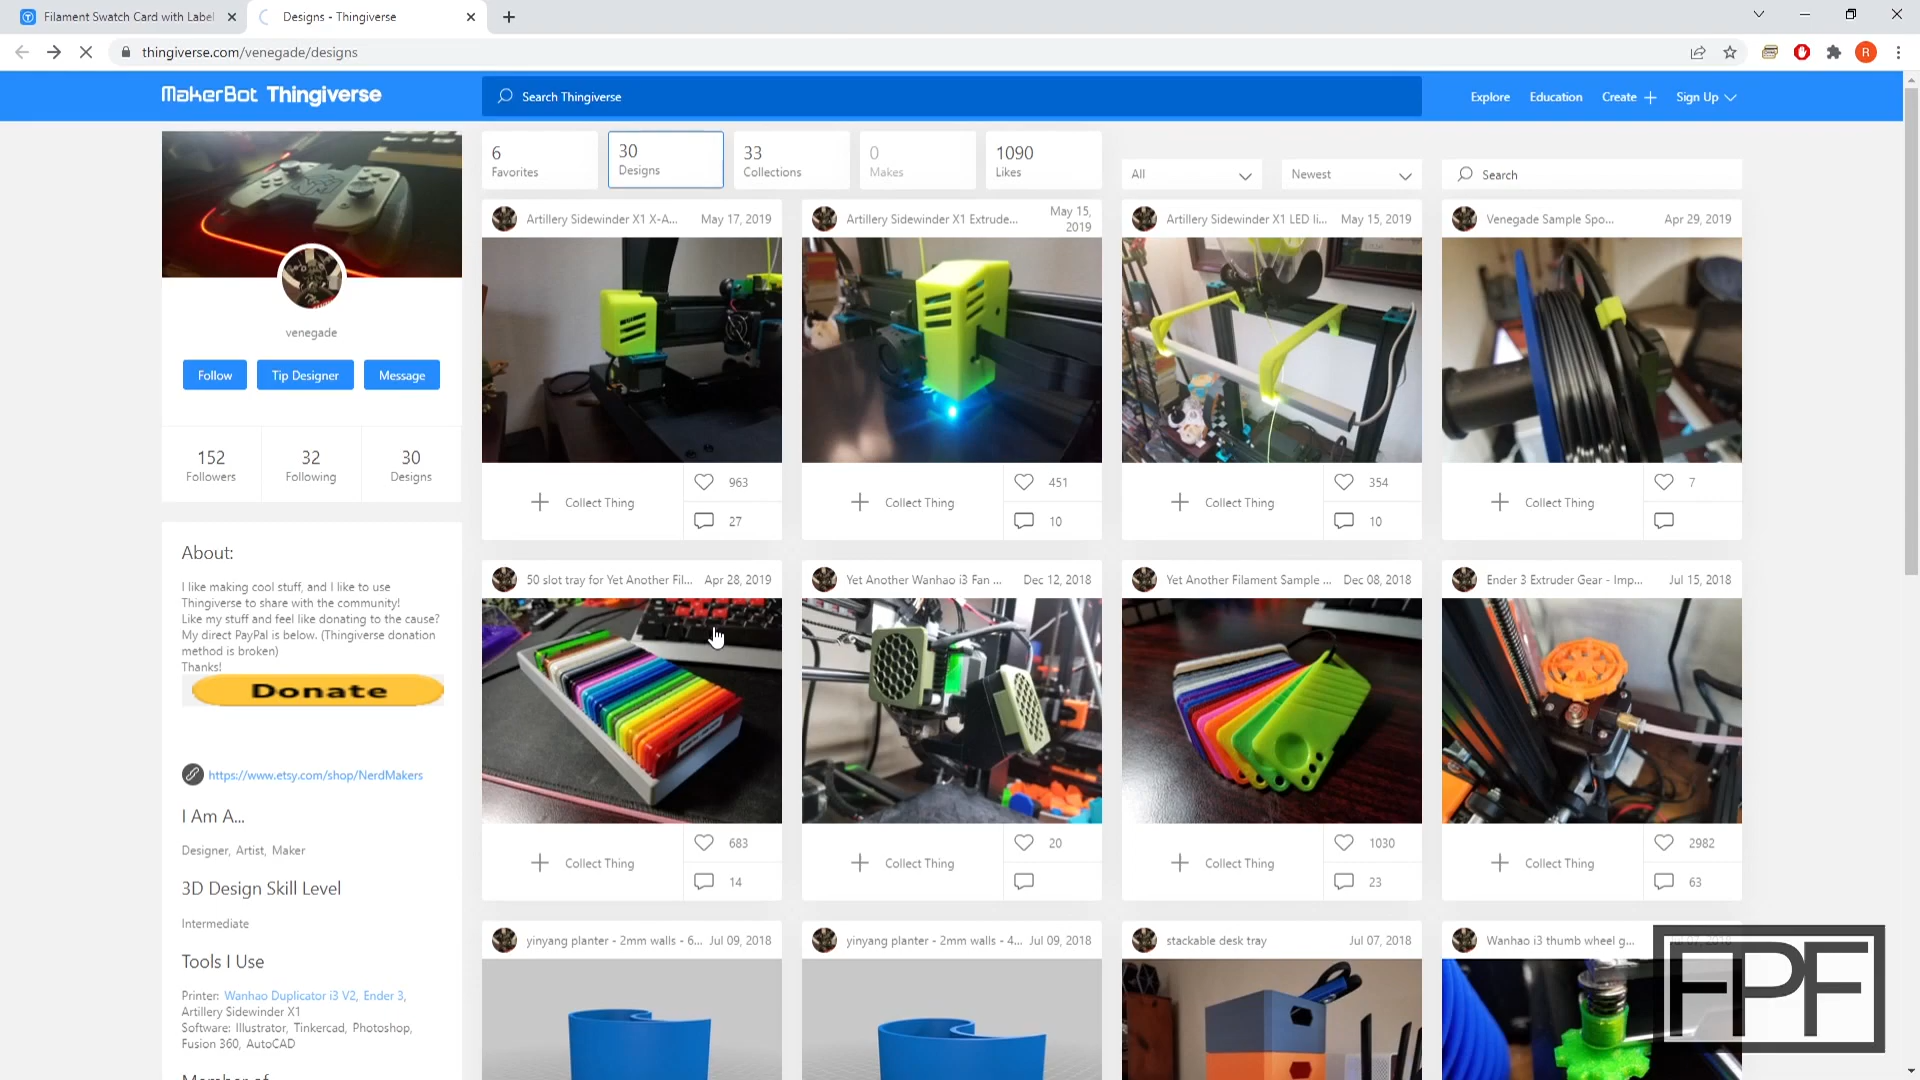 Filament Swatch Card with Label
Designs - Thingiverse
thingiverse.com/venegade/designs
R
MakerBot Thingiverse
Search Thingiverse
Explore
Education
Create
Sign Up
6
Favorites
30
Designs
33
Collections
0
Makes
1090
Likes
All
Newest
Search
venegade
Follow
Tip Designer
Message
152
Followers
32
Following
30
Designs
About:
I like making cool stuff, and I like to use
Thingiverse to share with the community!
Like my stuff and feel like donating to the cause?
My direct PayPal is below. (Thingiverse donation
method is broken)
Thanks!
Donate
https://www.etsy.com/shop/NerdMakers
I Am A...
Designer, Artist, Maker
3D Design Skill Level
Intermediate
Tools I Use
Printer: Wanhao Duplicator i3 V2, Ender 3,
Artillery Sidewinder X1
Software: Illustrator, Tinkercad, Photoshop,
Fusion 360, AutoCAD
Member of
Artillery Sidewinder X1 X-A...
May 17, 2019
Collect Thing
963
27
Artillery Sidewinder X1 Extrude...
May 15,
2019
Collect Thing
451
10
Artillery Sidewinder X1 LED li...
May 15, 2019
Collect Thing
354
10
Venegade Sample Spo...
Apr 29, 2019
Collect Thing
7
50 slot tray for Yet Another Fil...
Apr 28, 2019
Collect Thing
683
14
Yet Another Wanhao i3 Fan ...
Dec 12, 2018
Collect Thing
20
Yet Another Filament Sample ...
Dec 08, 2018
Collect Thing
1030
23
Ender 3 Extruder Gear - Imp...
Jul 15, 2018
Collect Thing
2982
63
yinyang planter - 2mm walls - 6...
Jul 09, 2018
yinyang planter - 2mm walls - 4...
Jul 09, 2018
stackable desk tray
Jul 07, 2018
Wanhao i3 thumb wheel g...
Jul 07, 2018
FPF